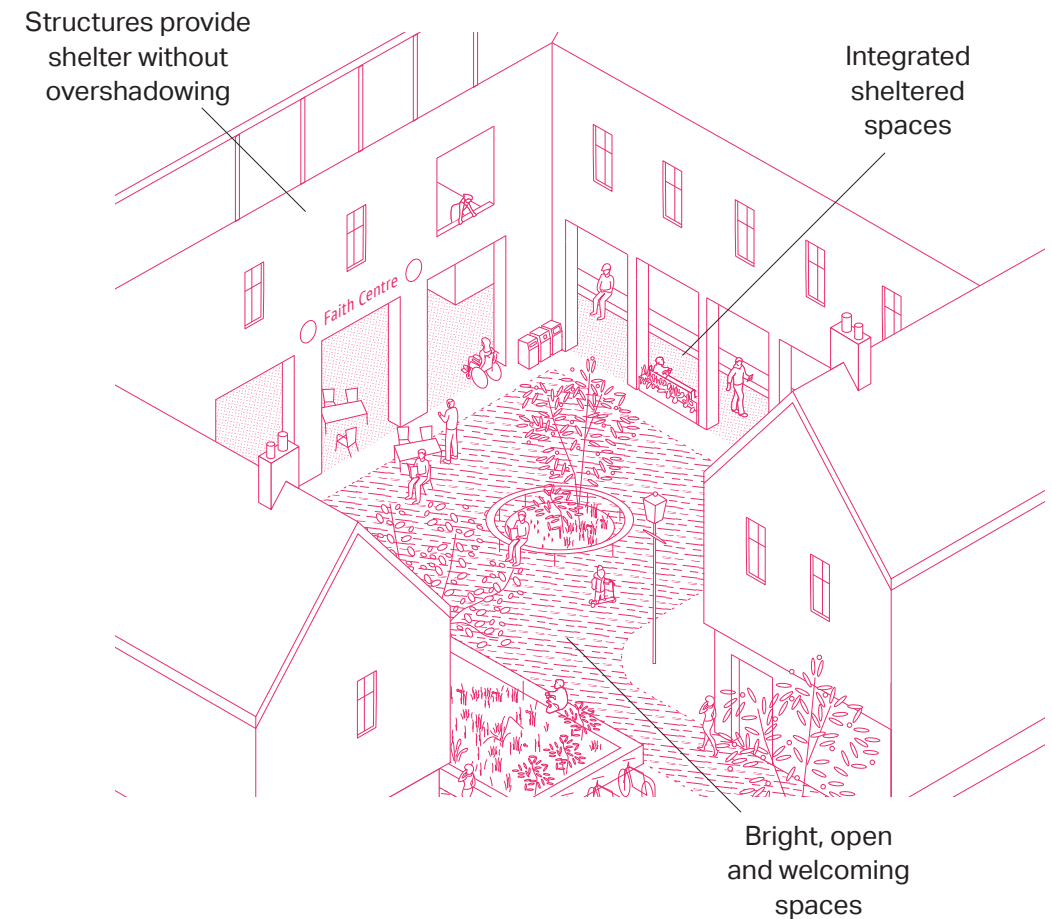 Structures provide
shelter without
overshadowing
Integrated
sheltered
spaces
Faith Centre
Bright, open
and welcoming
spaces